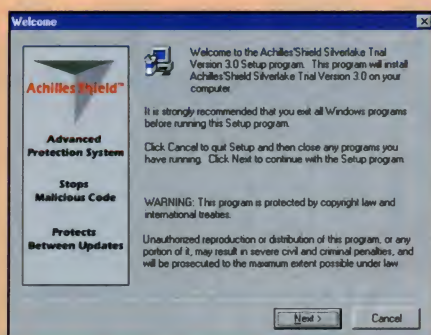 Welcome
Achilles Shield™
Advanced
Protection System
Stops
Malicious Code
Protects
Between Updates
Welcome to the Achilles'Shield Silverlake Trial
Version 3.0 Setup program. This program will install
Achilles'Shield Silverlake Trial Version 3.0 on your
computer.
It is strongly recommended that you exit all Windows programs
before running this Setup program.
Click Cancel to quit Setup and then close any programs you
have running. Click Next to continue with the Setup program.
WARNING: This program is protected by copyright law and
international treaties.
Unauthorized reproduction or distribution of this program, or any
portion of it, may result in severe civil and criminal penalties, and
will be prosecuted to the maximum extent possible under law.
Next >
Cancel